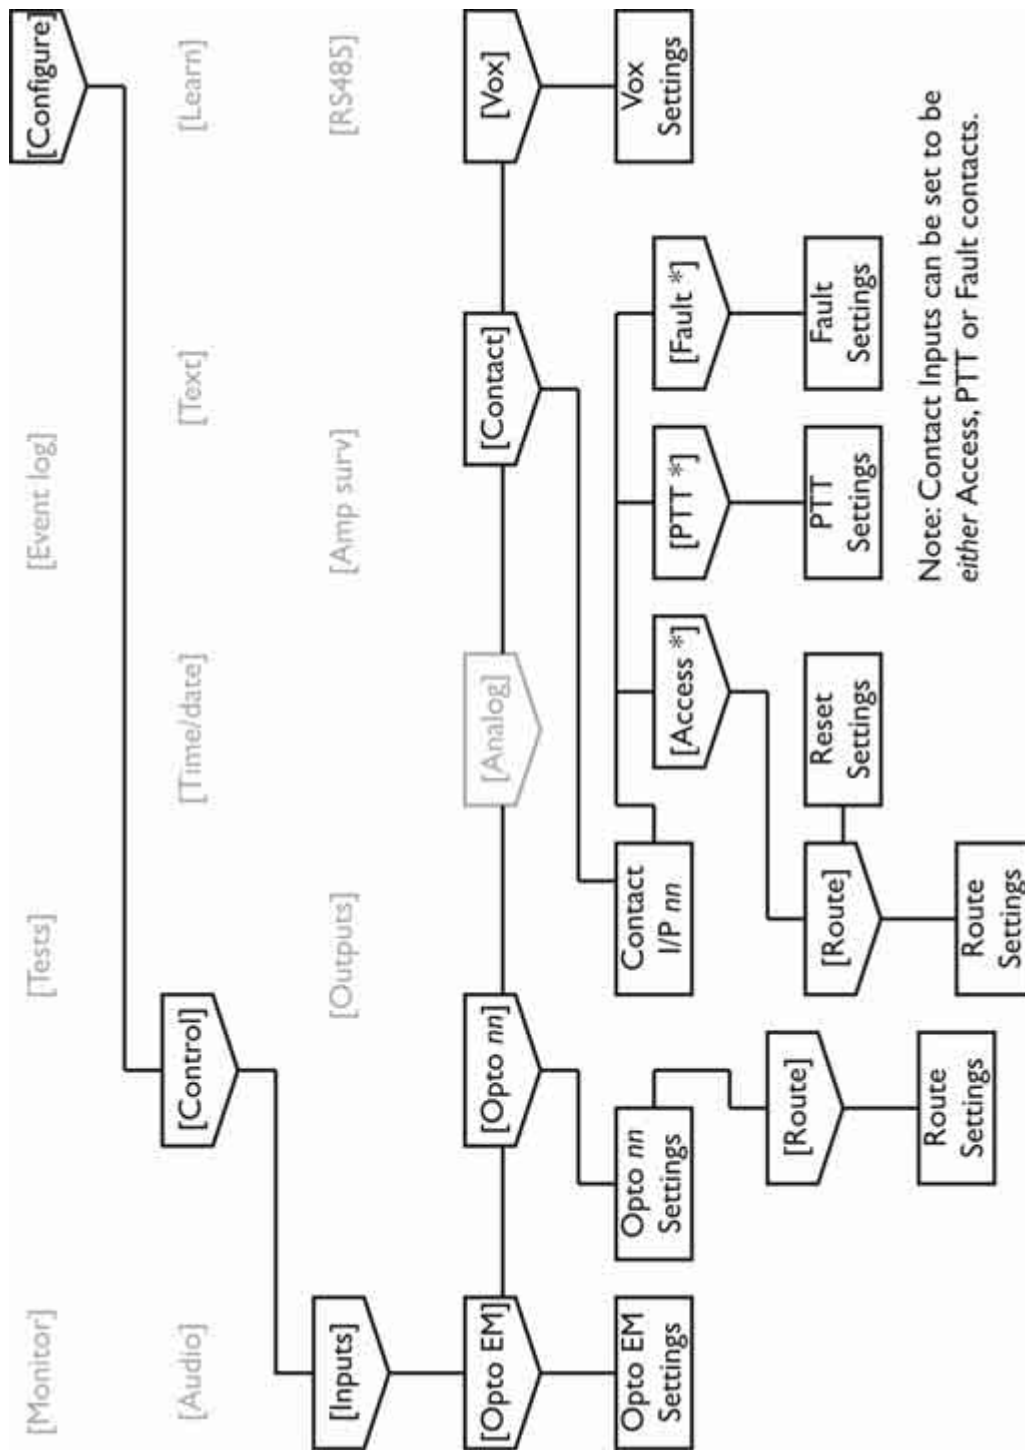 [Monitor]
[Tests]
[Event log]
[Configure]
[Audio]
[Control]
[Time/date]
[Text]
[Learn]
[Inputs]
[Outputs]
[Amp surv]
[RS485]
[Opto EM]
[Opto nn]
[Analog]
[Contact]
[Vox]
Opto EM
Settings
Opto nn
Settings
Contact
I/P nn
[Access *]
[PTT *]
[Fault *]
Vox
Settings
[Route]
Route
Settings
[Route]
Reset
Settings
PTT
Settings
Fault
Settings
Route
Settings
Note: Contact Inputs can be set to be
either Access, PTT or Fault contacts.